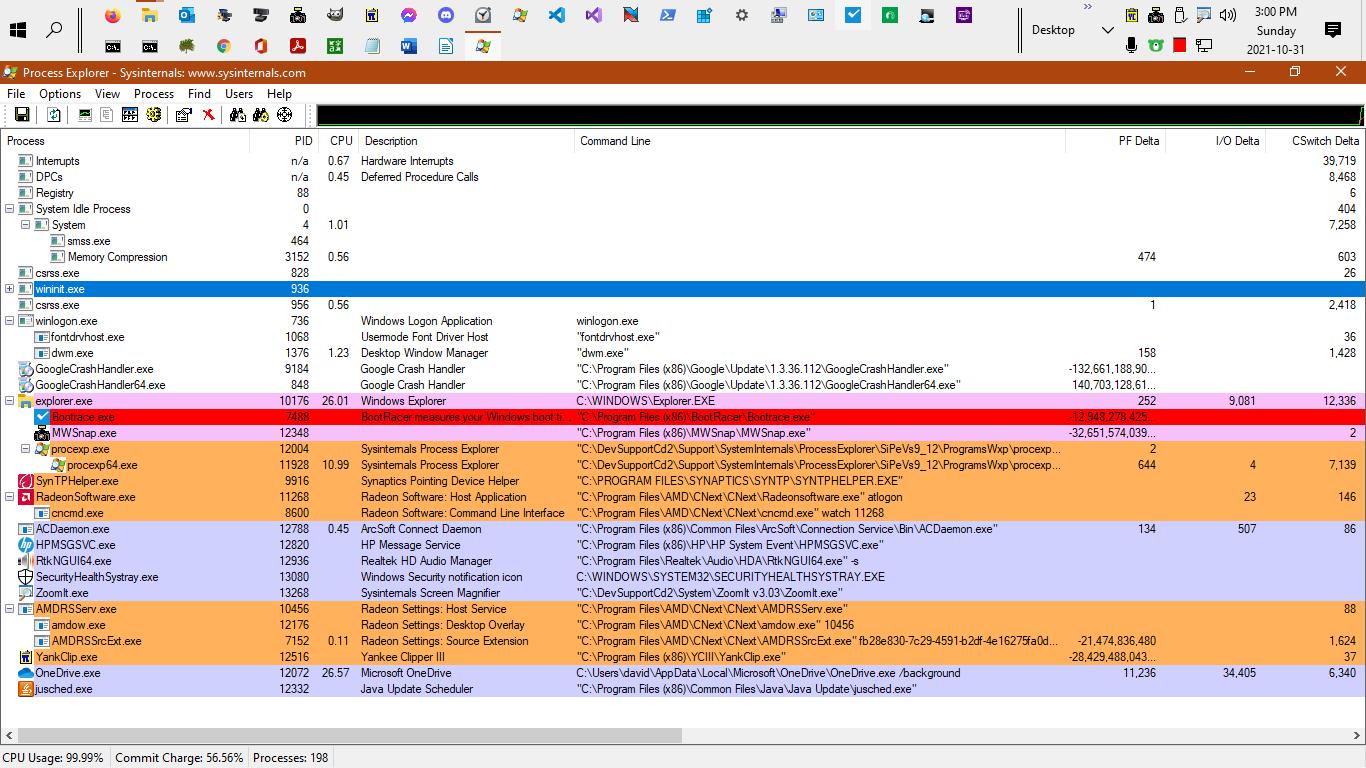 3:00 PM
Desktop
Sunday
2021-10-31
Process Explorer - Sysinternals: www.sysinternals.com
File Options View Process Find Users Help
Process PID CPU Description Command Line PF Delta I/O Delta CSwitch Delta
Interrupts n/a 0.67 Hardware Interrupts 39,719
DPCs n/a 0.45 Deferred Procedure Calls 8,468
Registry 88 6
System Idle Process 0 404
System 4 1.01 7,258
smss.exe 464
Memory Compression 3152 0.56 474 603
csrss.exe 828 26
wininit.exe 936
csrss.exe 956 0.56 1 2,418
winlogon.exe 736 Windows Logon Application winlogon.exe
fontdrvhost.exe 1068 Usermode Font Driver Host "fontdrvhost.exe" 36
dwm.exe 1376 1.23 Desktop Window Manager "dwm.exe" 158 1,428
GoogleCrashHandler.exe 9184 Google Crash Handler "C:\Program Files (x86)\Google\Update\1.3.36.112\GoogleCrashHandler.exe" -132,661,188,90...
GoogleCrashHandler64.exe 848 Google Crash Handler "C:\Program Files (x86)\Google\Update\1.3.36.112\GoogleCrashHandler64.exe" 140,703,128,61...
explorer.exe 10176 26.01 Windows Explorer C:\WINDOWS\Explorer.EXE 252 9,081 12,336
Bootrace.exe 7488 BootRacer measures your Windows boot ti... "C:\Program Files (x86)\BootRacer\Bootrace.exe" -12,948,278,425...
MWSnap.exe 12348 "C:\Program Files (x86)\MWSnap\MWSnap.exe" -32,651,574,039... 2
procexp.exe 12004 Sysinternals Process Explorer "C:\DevSupportCd2\Support\SystemInternals\ProcessExplorer\SiPeVs9_12\ProgramsWxp\procexp... 2
procexp64.exe 11928 10.99 Sysinternals Process Explorer "C:\DevSupportCd2\Support\SystemInternals\ProcessExplorer\SiPeVs9_12\ProgramsWxp\procexp... 644 4 7,139
SynTPHelper.exe 9916 Synaptics Pointing Device Helper "C:\PROGRAM FILES\SYNAPTICS\SYNTP\SYNTPHELPER.EXE"
RadeonSoftware.exe 11268 Radeon Software: Host Application "C:\Program Files\AMD\CNext\CNext\Radeonsoftware.exe" atlogon 23 146
cncmd.exe 8600 Radeon Software: Command Line Interface "C:\Program Files\AMD\CNext\CNext\cncmd.exe" watch 11268
ACDaemon.exe 12788 0.45 ArcSoft Connect Daemon "C:\Program Files (x86)\Common Files\ArcSoft\Connection Service\Bin\ACDaemon.exe" 134 507 86
HPMSGSVC.exe 12820 HP Message Service "C:\Program Files (x86)\HP\HP System Event\HPMSGSVC.exe"
RtkNGUI64.exe 12936 Realtek HD Audio Manager "C:\Program Files\Realtek\Audio\HDA\RtkNGUI64.exe" -s
SecurityHealthSystray.exe 13080 Windows Security notification icon C:\WINDOWS\SYSTEM32\SECURITYHEALTHSYSTRAY.EXE
ZoomIt.exe 13268 Sysinternals Screen Magnifier "C:\DevSupportCd2\System\ZoomIt v3.03\ZoomIt.exe"
AMDRSServ.exe 10456 Radeon Settings: Host Service "C:\Program Files\AMD\CNext\CNext\AMDRSServ.exe" 88
amdow.exe 12176 Radeon Settings: Desktop Overlay "C:\Program Files\AMD\CNext\CNext\amdow.exe" 10456
AMDRSSrcExt.exe 7152 0.11 Radeon Settings: Source Extension "C:\Program Files\AMD\CNext\CNext\AMDRSSrcExt.exe" fb28e830-7c29-4591-b2df-4e16275fa0d... -21,474,836,480 1,624
YankClip.exe 12516 Yankee Clipper III "C:\Program Files (x86)\YCIII\YankClip.exe" -28,429,488,043... 37
OneDrive.exe 12072 26.57 Microsoft OneDrive C:\Users\david\AppData\Local\Microsoft\OneDrive\OneDrive.exe /background 11,236 34,405 6,340
jusched.exe 12332 Java Update Scheduler "C:\Program Files (x86)\Common Files\Java\Java Update\jusched.exe"
CPU Usage: 99.99% Commit Charge: 56.56% Processes: 198